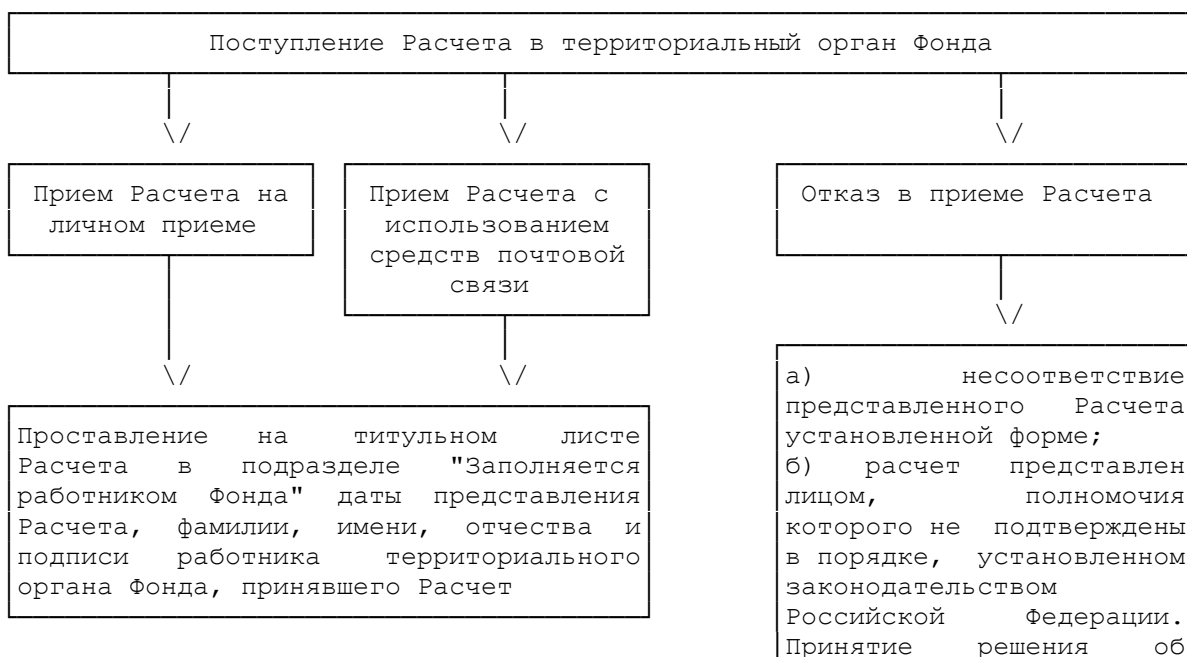 Поступление Расчета в территориальный орган Фонда
Прием Расчета на
личном приеме
Прием Расчета с
использованием
средств почтовой
связи
Отказ в приеме Расчета
Проставление на титульном листе
Расчета в подразделе "Заполняется
работником Фонда" даты представления
Расчета, фамилии, имени, отчества и
подписи работника территориального
органа Фонда, принявшего Расчет
а) несоответствие
представленного Расчета
установленной форме;
б) расчет представлен
лицом, полномочия
которого не подтверждены
в порядке, установленном
законодательством
Российской Федерации.
Принятие решения об